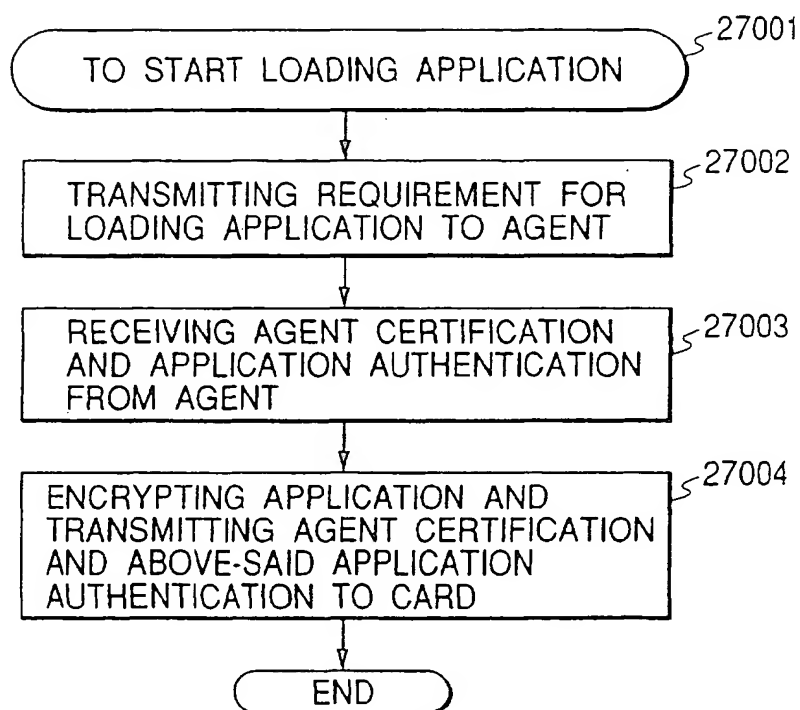 27001
TO START LOADING APPLICATION
27002
TRANSMITTING REQUIREMENT FOR
LOADING APPLICATION TO AGENT
27003
RECEIVING AGENT CERTIFICATION
AND APPLICATION AUTHENTICATION
FROM AGENT
27004
ENCRYPTING APPLICATION AND
TRANSMITTING AGENT CERTIFICATION
AND ABOVE-SAID APPLICATION
AUTHENTICATION TO CARD
END